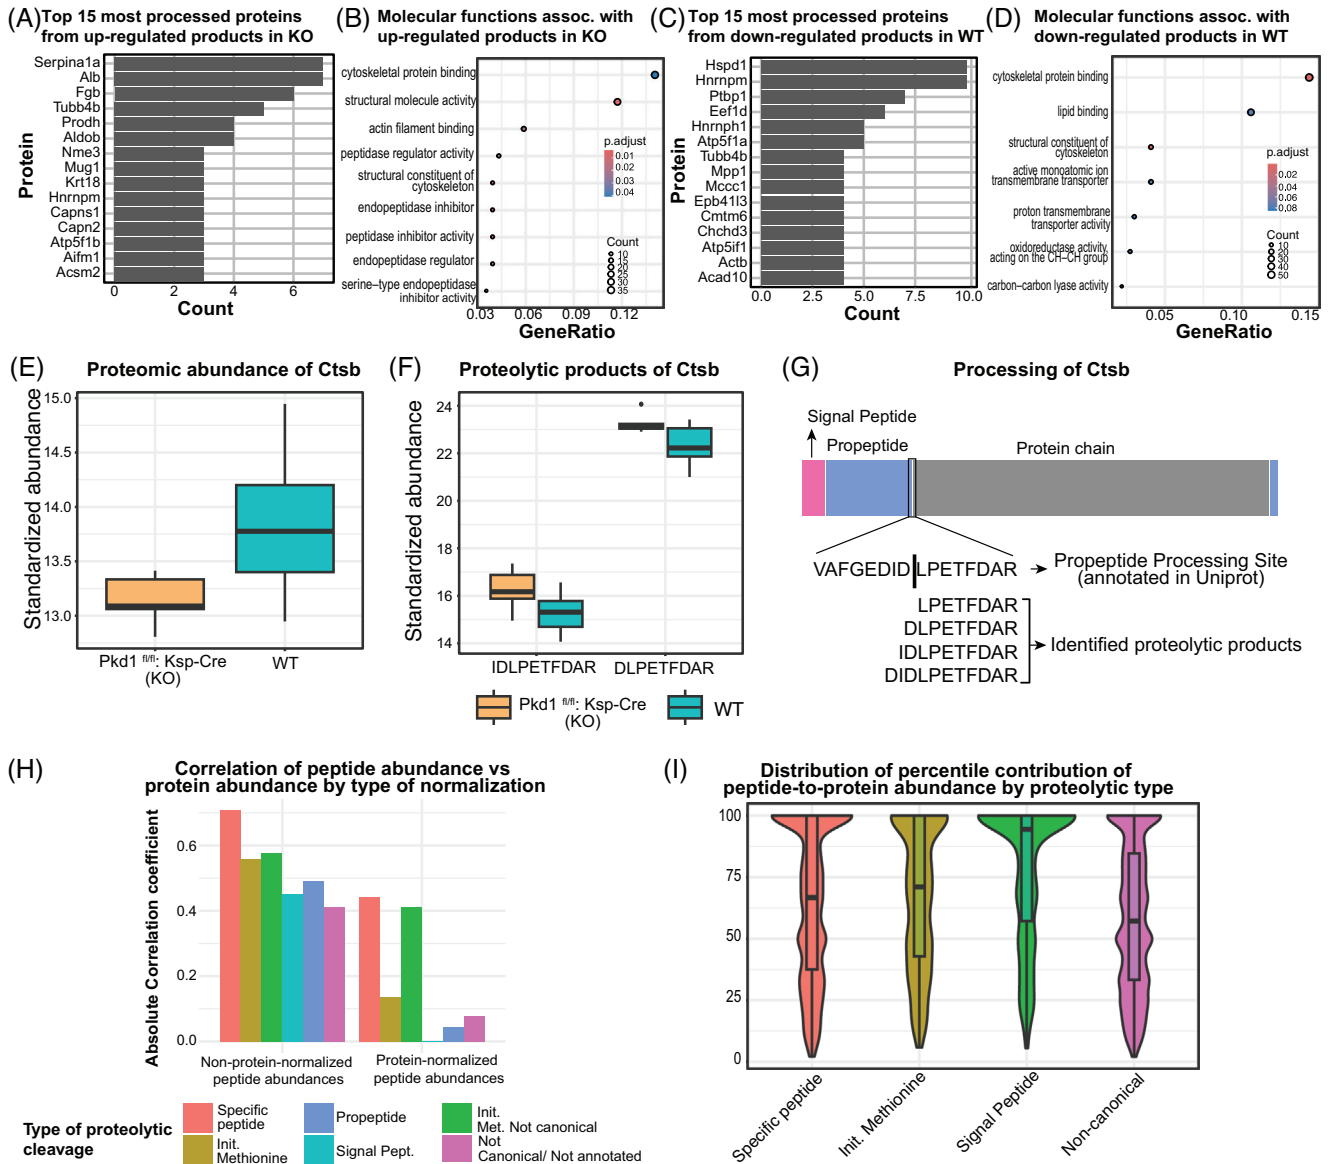 (A) Top 15 most processed proteins
from up-regulated products in KO
Protein
Serpina1a
Alb
Fgb
Tubb4b
Prodh
Aldob
Nme3
Mug1
Krt18
Hnrnpm
Capns1
Capn2
Atp5f1b
Aifm1
Acsm2
0 2 4 6
Count
(B) Molecular functions assoc. with
up-regulated products in KO
cytoskeletal protein binding
structural molecule activity
actin filament binding
peptidase regulator activity
structural constituent of
cytoskeleton
endopeptidase inhibitor
peptidase inhibitor activity
endopeptidase regulator
serine–type endopeptidase
inhibitor activity
p.adjust
0.01
0.02
0.03
0.04
Count
10
15
20
25
30
35
0.03 0.06 0.09 0.12
GeneRatio
(C) Top 15 most processed proteins
from down-regulated products in WT
Protein
Hspd1
Hnrnpm
Ptbp1
Eef1d
Hnrnph1
Atp5f1a
Tubb4b
Mpp1
Mccc1
Epb41l3
Cmtm6
Chchd3
Atp5if1
Actb
Acad10
0.0 2.5 5.0 7.5 10.0
Count
(D) Molecular functions assoc. with
down-regulated products in WT
cytoskeletal protein binding
lipid binding
structural constituent of
cytoskeleton
active monoatomic ion
transmembrane transporter
proton transmembrane
transporter activity
oxidoreductase activity,
acting on the CH–CH group
carbon–carbon lyase activity
p.adjust
0.02
0.04
0.06
0.08
Count
10
20
30
40
50
0.05 0.10 0.15
GeneRatio
(E) Proteomic abundance of Ctsb
Standardized abundance
15.0
14.5
14.0
13.5
13.0
Pkd1 fl/fl: Ksp-Cre
(KO)
WT
(F) Proteolytic products of Ctsb
Standardized abundance
24
22
20
18
16
14
IDLPETFDAR DLPETFDAR
Pkd1 fl/fl: Ksp-Cre
(KO)
WT
(G) Processing of Ctsb
Signal Peptide
Propeptide
Protein chain
VAFGEDID LPETFDAR
Propeptide Processing Site
(annotated in Uniprot)
LPETFDAR
DLPETFDAR
IDLPETFDAR
DIDLPETFDAR
Identified proteolytic products
(H) Correlation of peptide abundance vs
protein abundance by type of normalization
Absolute Correlation coefficient
0.6
0.4
0.2
0.0
Non-protein-normalized
peptide abundances
Protein-normalized
peptide abundances
Type of proteolytic
cleavage
Specific
peptide
Init.
Methionine
Propeptide
Signal Pept.
Init.
Met. Not canonical
Not
Canonical/ Not annotated
(I) Distribution of percentile contribution of
peptide-to-protein abundance by proteolytic type
100
75
50
25
0
Specific peptide
Init. Methionine
Signal Peptide
Non-canonical